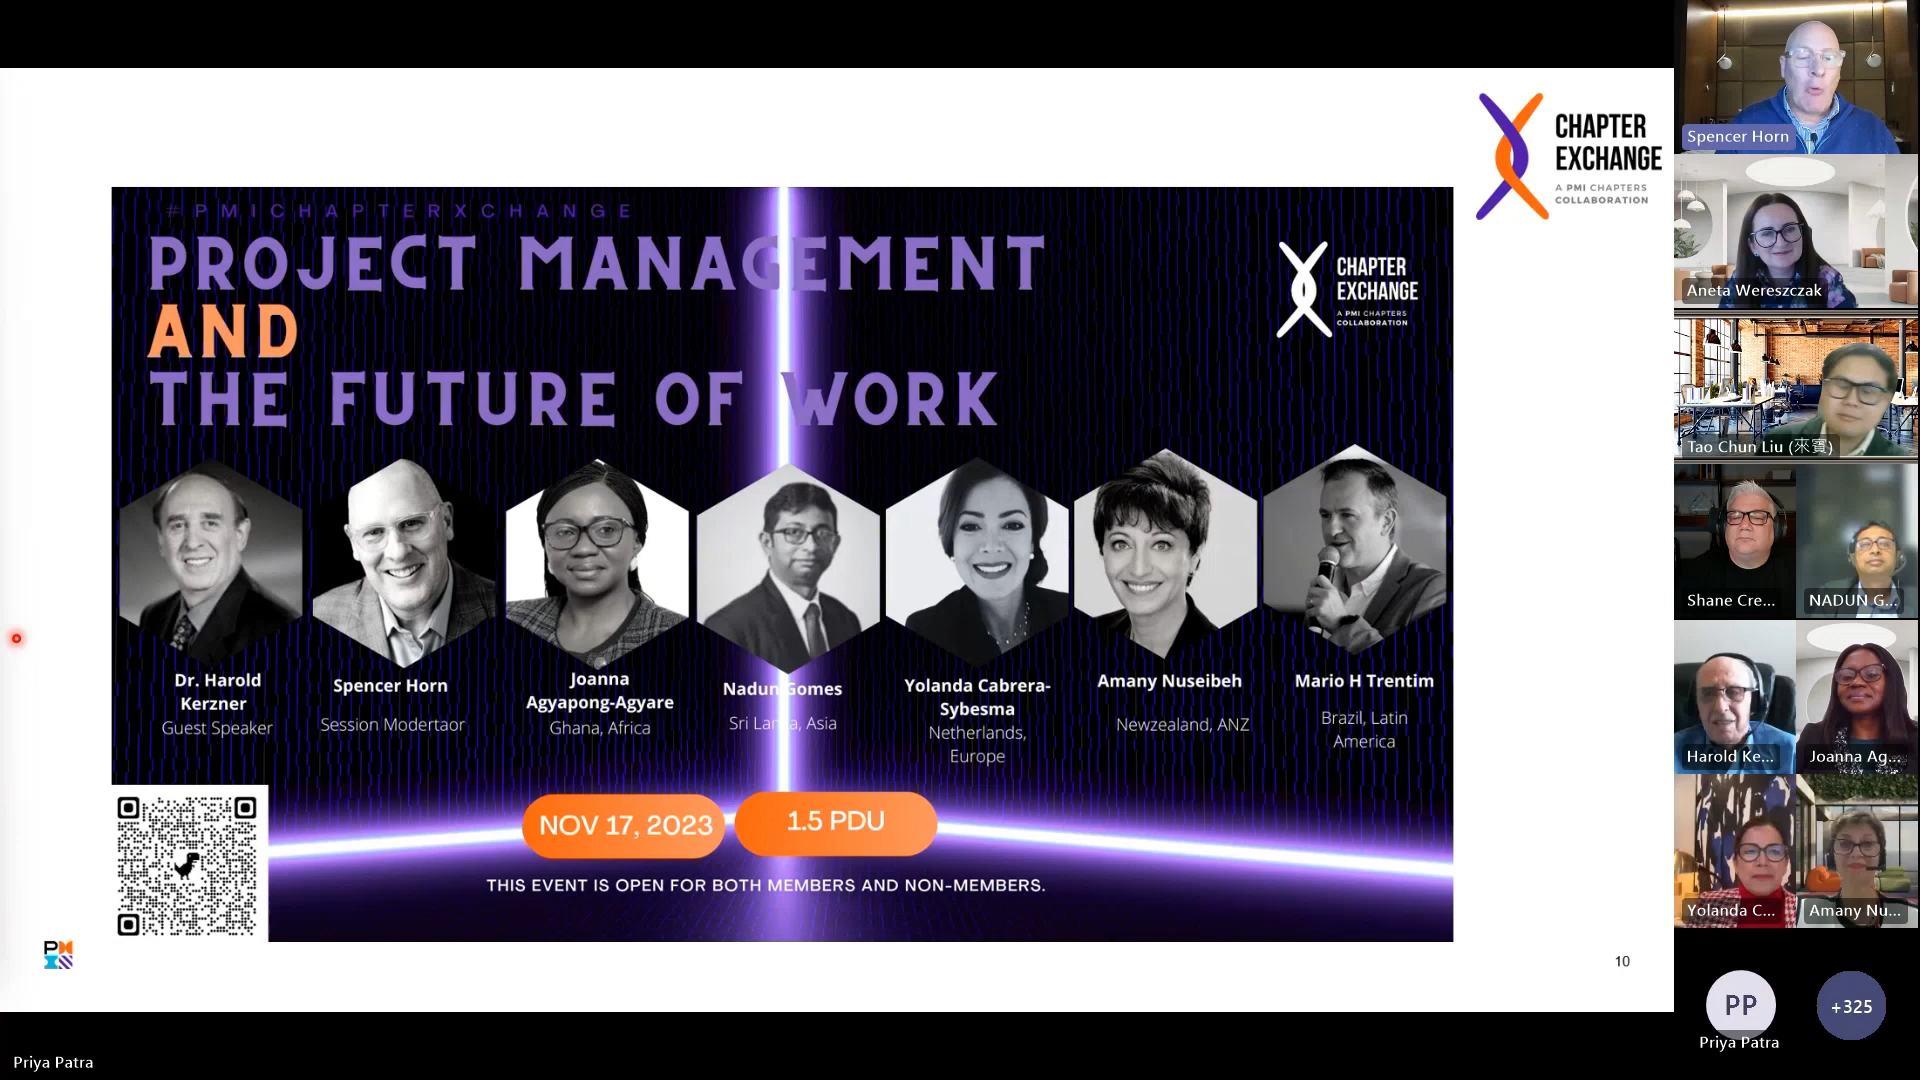 #PMICHAPTERXCHANGE
PROJECT MANAGEMENT
AND
THE FUTURE OF WORK
CHAPTER
EXCHANGE
A PMI CHAPTERS
COLLABORATION
CHAPTER
EXCHANGE
A PMI CHAPTERS
COLLABORATION
Dr. Harold
Kerzner
Guest Speaker
Spencer Horn
Session Modertaor
Joanna
Agyapong-Agyare
Ghana, Africa
Nadun Gomes
Sri Lanka, Asia
Yolanda Cabrera-
Sybesma
Netherlands,
Europe
Amany Nuseibeh
Newzealand, ANZ
Mario H Trentim
Brazil, Latin
America
NOV 17, 2023
1.5 PDU
THIS EVENT IS OPEN FOR BOTH MEMBERS AND NON-MEMBERS.
10
Priya Patra
Spencer Horn
Aneta Wereszczak
Tao Chun Liu (來賓)
Shane Cre...
NADUN G...
Harold Ke...
Joanna Ag...
Yolanda C...
Amany Nu...
PP
Priya Patra
+325